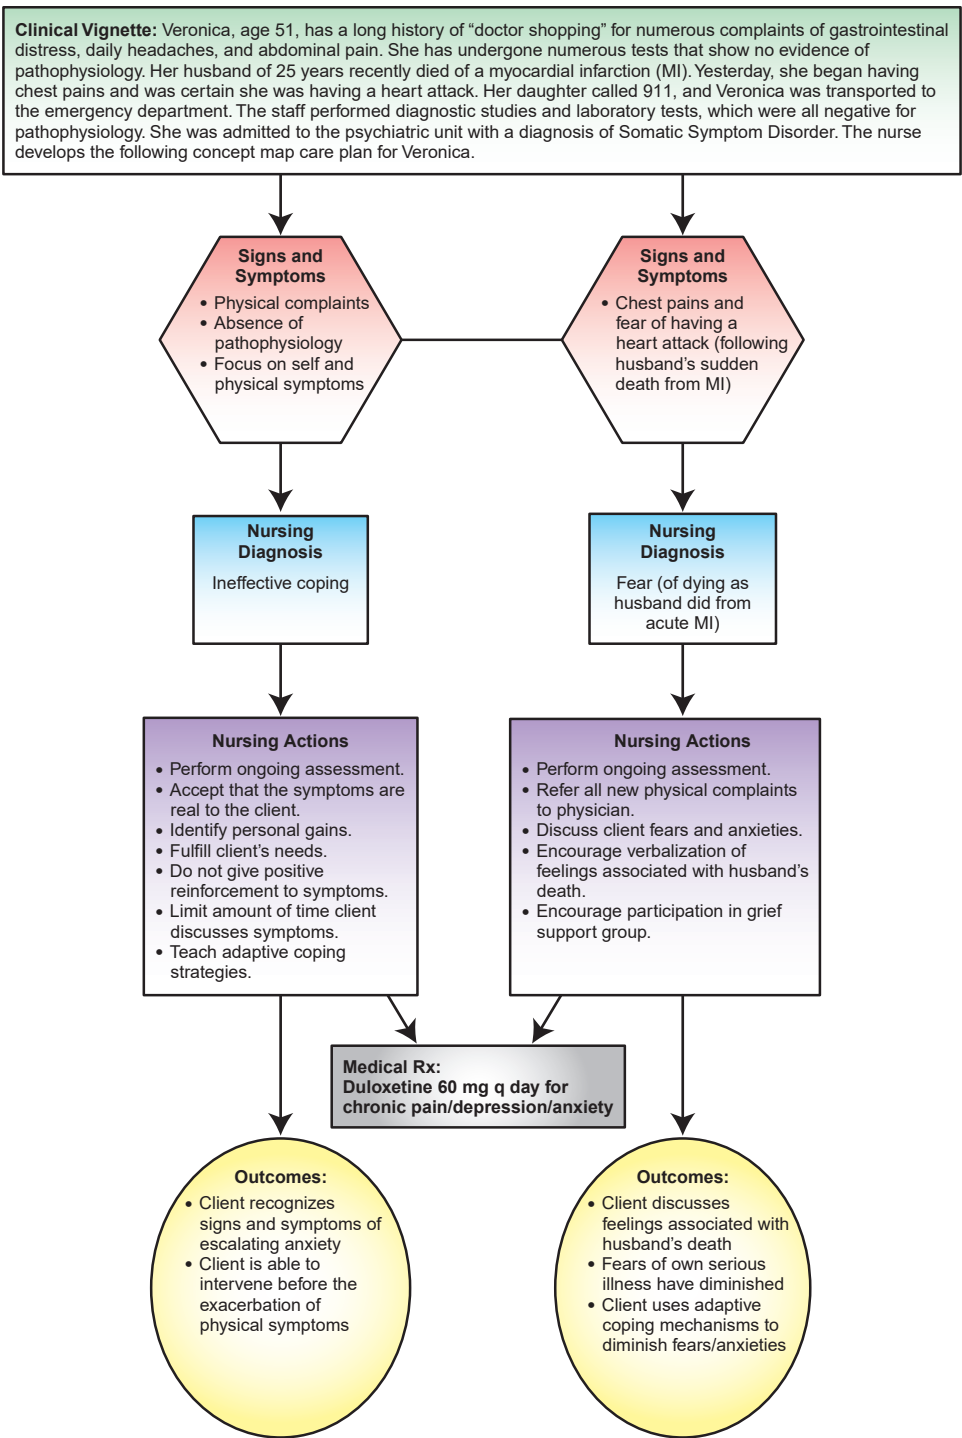 Clinical Vignette: Veronica, age 51, has a long history of “doctor shopping” for numerous complaints of gastrointestinal
distress, daily headaches, and abdominal pain. She has undergone numerous tests that show no evidence of
pathophysiology. Her husband of 25 years recently died of a myocardial infarction (MI). Yesterday, she began having
chest pains and was certain she was having a heart attack. Her daughter called 911, and Veronica was transported to
the emergency department. The staff performed diagnostic studies and laboratory tests, which were all negative for
pathophysiology. She was admitted to the psychiatric unit with a diagnosis of Somatic Symptom Disorder. The nurse
develops the following concept map care plan for Veronica.
Signs and
Symptoms
• Physical complaints
• Absence of
pathophysiology
• Focus on self and
physical symptoms
Signs and
Symptoms
• Chest pains and
fear of having a
heart attack (following
husband’s sudden
death from MI)
Nursing
Diagnosis
Ineffective coping
Nursing
Diagnosis
Fear (of dying as
husband did from
acute MI)
Nursing Actions
• Perform ongoing assessment.
• Accept that the symptoms are
real to the client.
• Identify personal gains.
• Fulfill client’s needs.
• Do not give positive
reinforcement to symptoms.
• Limit amount of time client
discusses symptoms.
• Teach adaptive coping
strategies.
Nursing Actions
• Perform ongoing assessment.
• Refer all new physical complaints
to physician.
• Discuss client fears and anxieties.
• Encourage verbalization of
feelings associated with husband’s
death.
• Encourage participation in grief
support group.
Medical Rx:
Duloxetine 60 mg q day for
chronic pain/depression/anxiety
Outcomes:
• Client recognizes
signs and symptoms of
escalating anxiety
• Client is able to
intervene before the
exacerbation of
physical symptoms
Outcomes:
• Client discusses
feelings associated with
husband’s death
• Fears of own serious
illness have diminished
• Client uses adaptive
coping mechanisms to
diminish fears/anxieties